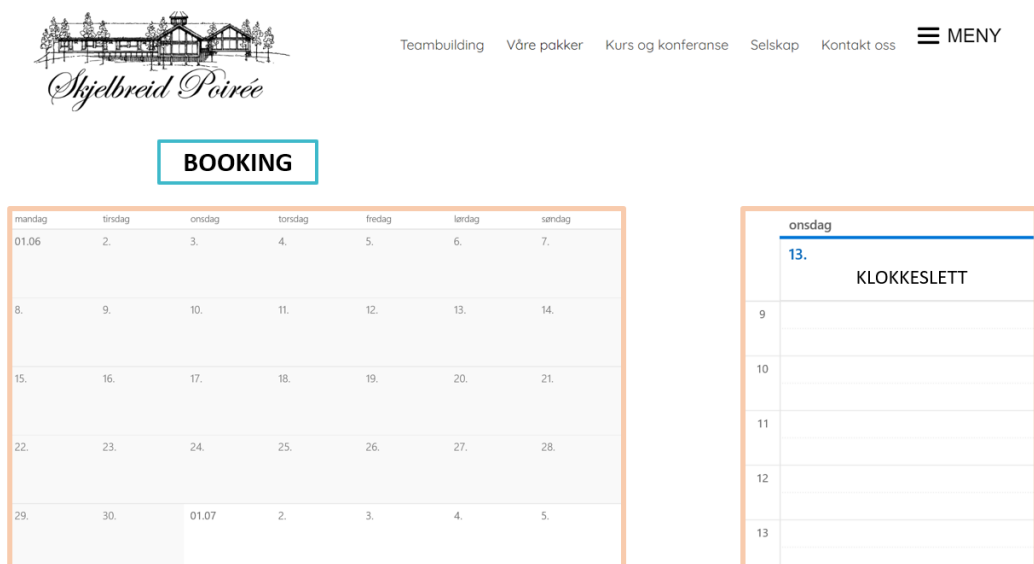 Skjelbreid Poirée
Teambuilding Våre pakker Kurs og konferanse Selskap Kontakt oss MENY
BOOKING
mandag tirsdag onsdag torsdag fredag lørdag søndag
01.06 2. 3. 4. 5. 6. 7.
8. 9. 10. 11. 12. 13. 14.
15. 16. 17. 18. 19. 20. 21.
22. 23. 24. 25. 26. 27. 28.
29. 30. 01.07 2. 3. 4. 5.
onsdag
13.
KLOKKESLETT
9
10
11
12
13